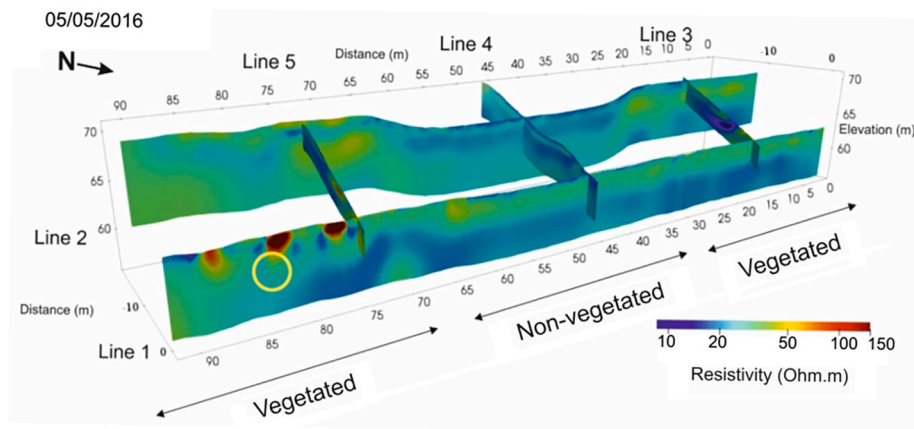 05/05/2016
N
Line 5
Distance (m)
Line 4
Line 3
90 85 80 75 70 65 60 55 50 45 40 35 30 25 20 15 10 5 0
-10 0
70
65
60
Elevation (m)
70
65
60
Line 2
Distance (m)
-10
Line 1 0
90 85 80 75 70 65 60 55 50 45 40 35 30 25 20 15 10 5 0
Vegetated
Non-vegetated
Vegetated
10 20 50 100 150
Resistivity (Ohm.m)